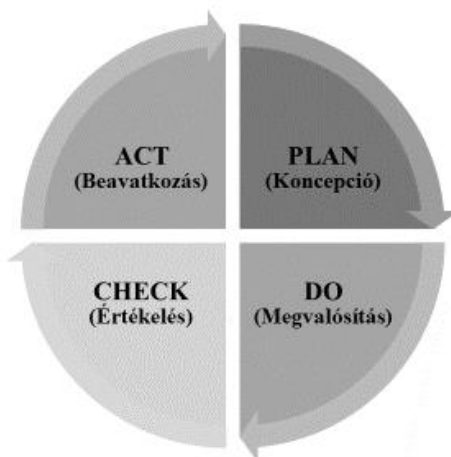 ACT
(Beavatkozás)
PLAN
(Koncepció)
CHECK
(Értékelés)
DO
(Megvalósítás)